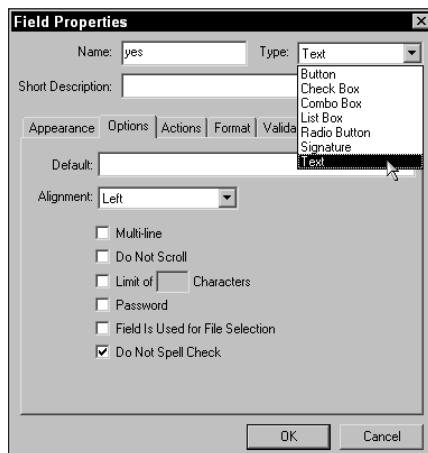 Field Properties
Name: yes Type: Text
Button
Short Description: Check Box
Combo Box
List Box
Appearance Options Actions Format Valida Radio Button
Signature
Default: Text
Alignment: Left
Multi-line
Do Not Scroll
Limit of Characters
Password
Field Is Used for File Selection
Do Not Spell Check
OK Cancel